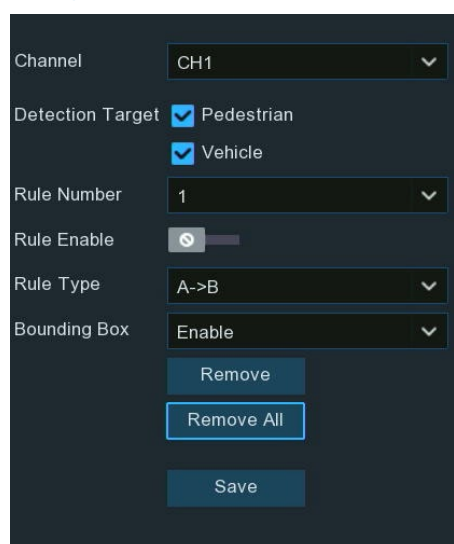 Channel CH1
Detection Target Pedestrian
Vehicle
Rule Number 1
Rule Enable
Rule Type A->B
Bounding Box Enable
Remove
Remove All
Save